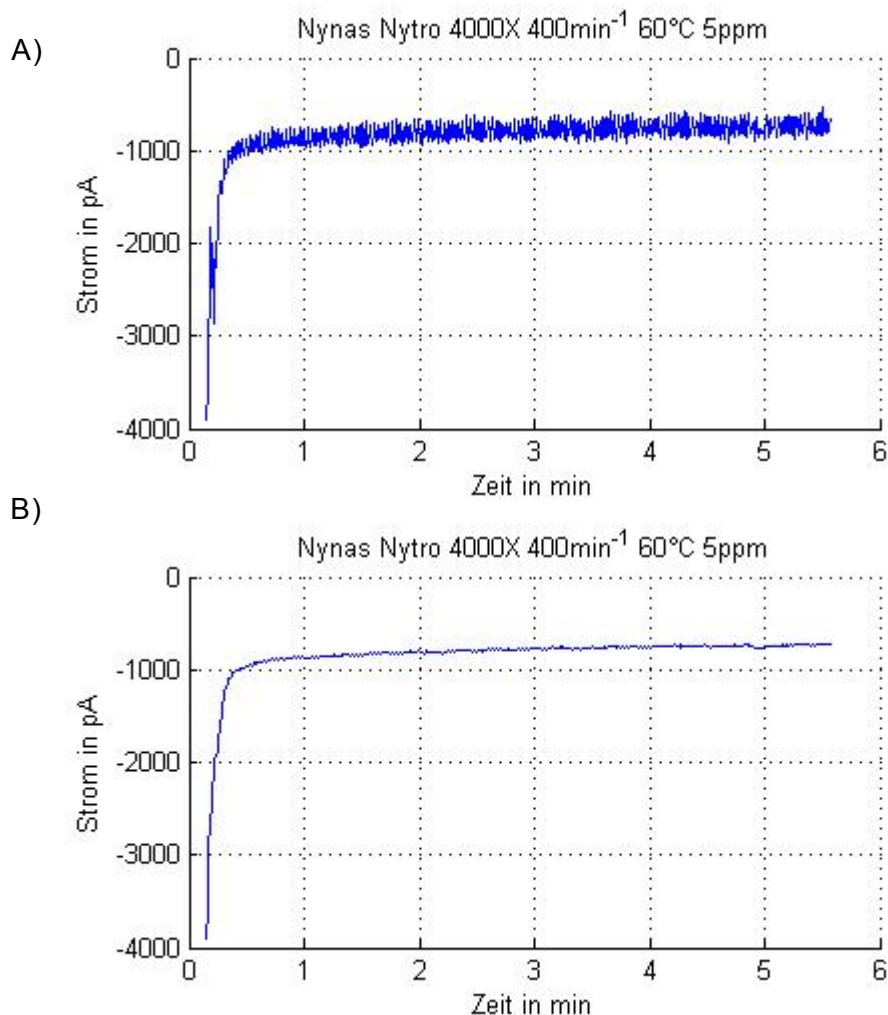 A)
Nynas Nytro 4000X 400min⁻¹ 60°C 5ppm
0
-1000
-2000
-3000
-4000
Strom in pA
0 1 2 3 4 5 6
Zeit in min
B)
Nynas Nytro 4000X 400min⁻¹ 60°C 5ppm
0
-1000
-2000
-3000
-4000
Strom in pA
0 1 2 3 4 5 6
Zeit in min